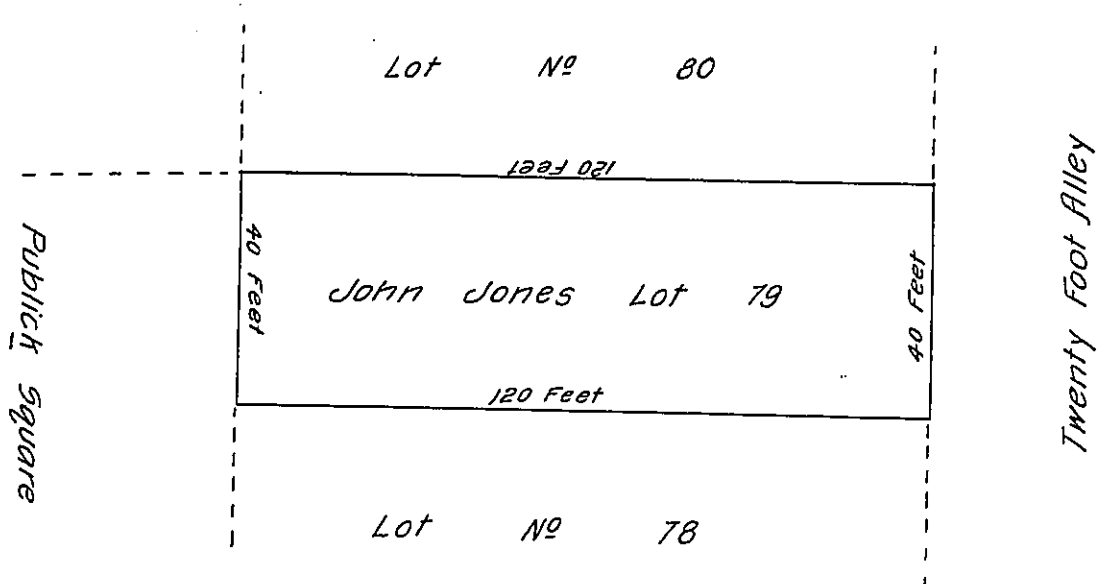 Lot Nº 80
120 Feet
Publick Square
40 Feet
John Jones Lot 79
40 Feet
Twenty Foot Alley
120 Feet
Lot Nº 78